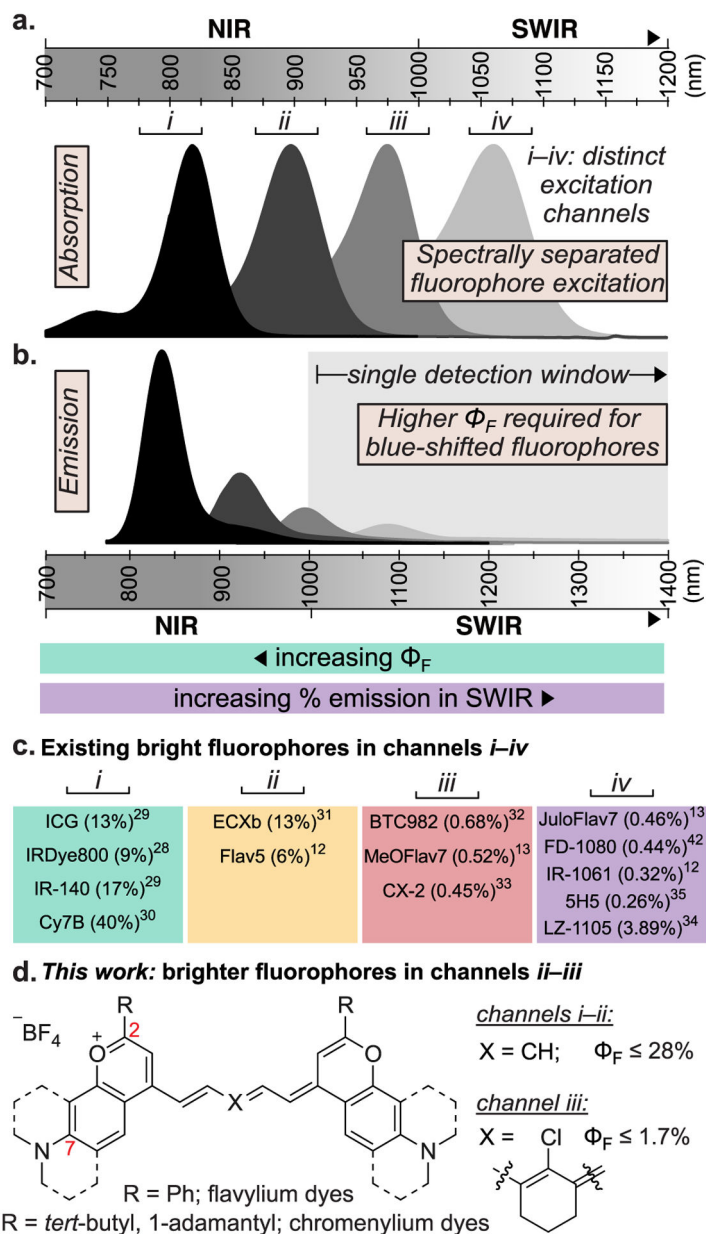 a.
NIR SWIR
700 750 800 850 900 950 1000 1050 1100 1150 1200 (nm)
i ii iii iv
Absorption
i–iv: distinct
excitation
channels
Spectrally separated
fluorophore excitation
b.
Emission
single detection window
Higher ΦF required for
blue-shifted fluorophores
700 800 900 1000 1100 1200 1300 1400 (nm)
NIR SWIR
◄ increasing ΦF
increasing % emission in SWIR ►
c. Existing bright fluorophores in channels i–iv
i
ICG (13%)29
IRDye800 (9%)28
IR-140 (17%)29
Cy7B (40%)30
ii
ECXb (13%)31
Flav5 (6%)12
iii
BTC982 (0.68%)32
MeOFlav7 (0.52%)13
CX-2 (0.45%)33
iv
JuloFlav7 (0.46%)13
FD-1080 (0.44%)42
IR-1061 (0.32%)12
5H5 (0.26%)35
LZ-1105 (3.89%)34
d. This work: brighter fluorophores in channels ii–iii
−BF4
R
2
O
+
N
7
X
R
O
N
R = Ph; flavylium dyes
R = tert-butyl, 1-adamantyl; chromenylium dyes
channels i–ii:
X = CH; ΦF ≤ 28%
channel iii:
X = Cl ΦF ≤ 1.7%